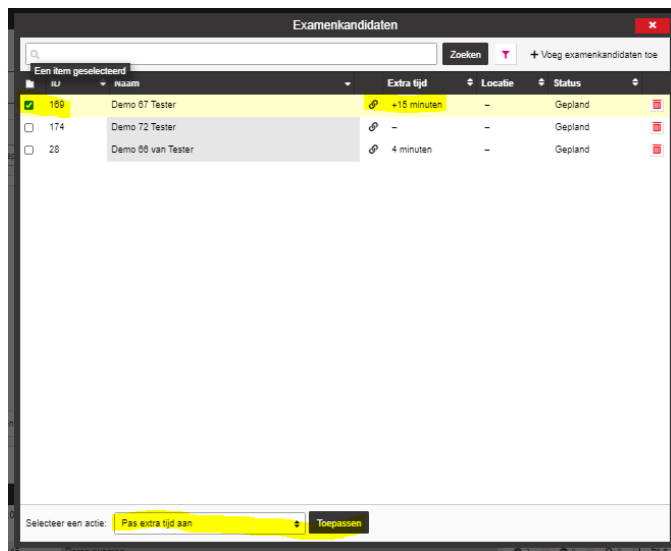 Examenkandidaten
Zoeken + Voeg examenkandidaten toe
Een item geselecteerd
ID Naam Extra tijd Locatie Status
169 Demo 67 Tester +15 minuten – Gepland
174 Demo 72 Tester – – Gepland
28 Demo 66 van Tester 4 minuten – Gepland
Selecteer een actie: Pas extra tijd aan Toepassen